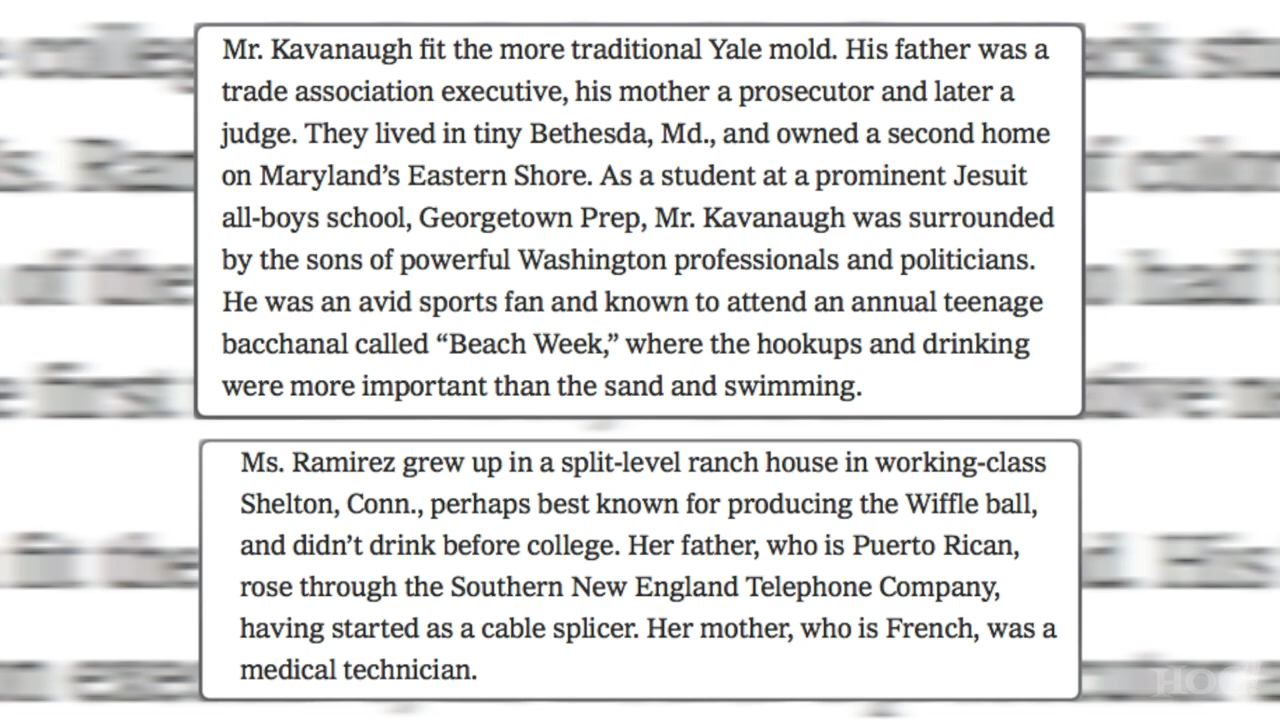 Mr. Kavanaugh fit the more traditional Yale mold. His father was a
trade association executive, his mother a prosecutor and later a
judge. They lived in tiny Bethesda, Md., and owned a second home
on Maryland’s Eastern Shore. As a student at a prominent Jesuit
all-boys school, Georgetown Prep, Mr. Kavanaugh was surrounded
by the sons of powerful Washington professionals and politicians.
He was an avid sports fan and known to attend an annual teenage
bacchanal called “Beach Week,” where the hookups and drinking
were more important than the sand and swimming.
Ms. Ramirez grew up in a split-level ranch house in working-class
Shelton, Conn., perhaps best known for producing the Wiffle ball,
and didn’t drink before college. Her father, who is Puerto Rican,
rose through the Southern New England Telephone Company,
having started as a cable splicer. Her mother, who is French, was a
medical technician.